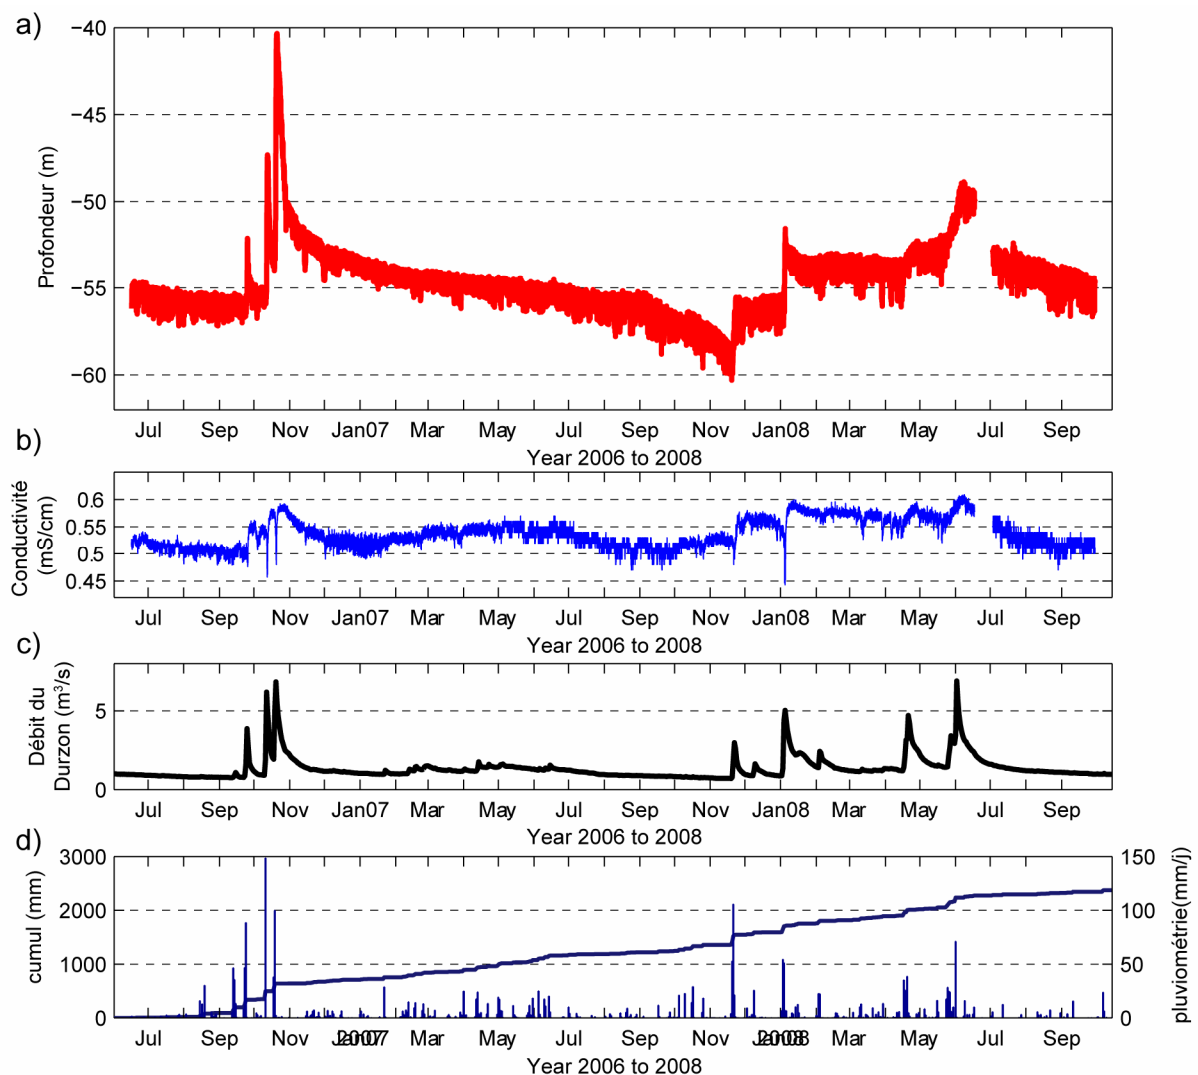 a)
Profondeur (m)
−40
−45
−50
−55
−60
Jul Sep Nov Jan07 Mar May Jul Sep Nov Jan08 Mar May Jul Sep
Year 2006 to 2008
b)
Conductivité
(mS/cm)
0.6
0.55
0.5
0.45
Jul Sep Nov Jan07 Mar May Jul Sep Nov Jan08 Mar May Jul Sep
Year 2006 to 2008
c)
Débit du
Durzon (m³/s)
5
0
Jul Sep Nov Jan07 Mar May Jul Sep Nov Jan08 Mar May Jul Sep
Year 2006 to 2008
d)
cumul (mm)
3000
2000
1000
0
150
100
50
0
pluviométrie(mm/j)
Jul Sep Nov 2007 Mar May Jul Sep Nov 2008 Mar May Jul Sep
Year 2006 to 2008